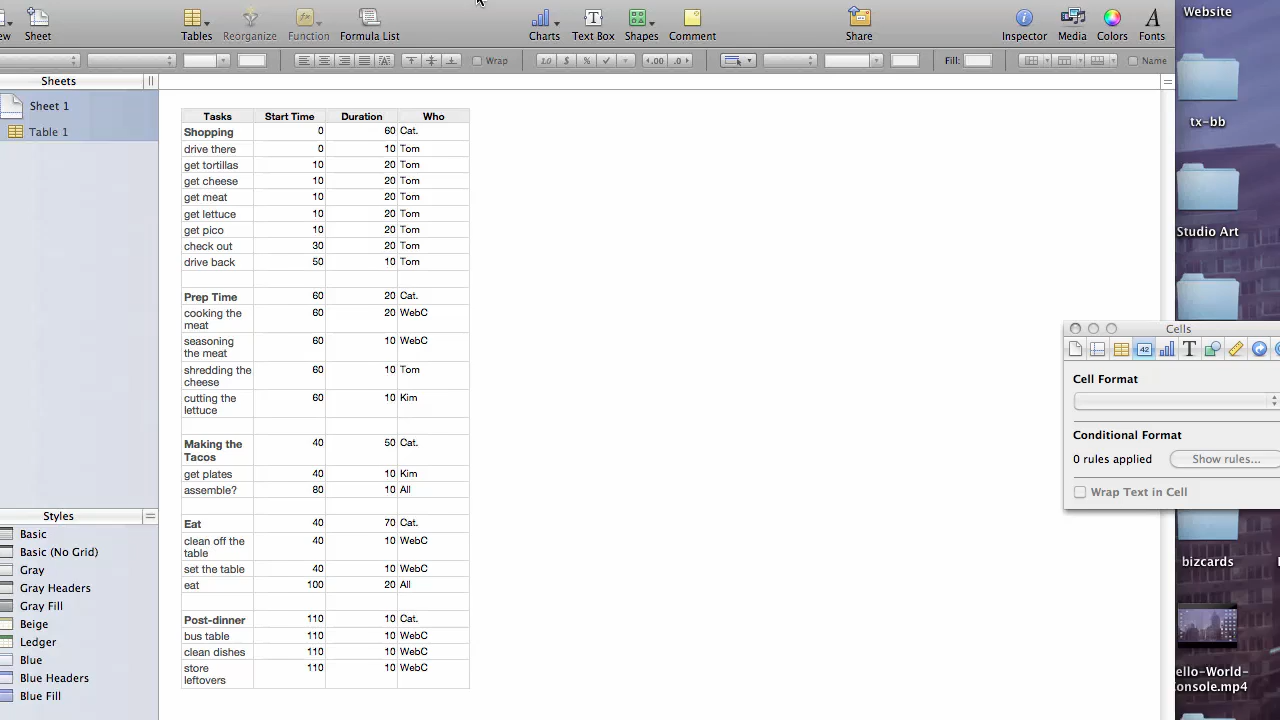 Website
ew Sheet Tables Reorganize Function Formula List Charts Text Box Shapes Comment Share Inspector Media Colors Fonts
1.0 $ % .00 .0 Wrap Fill: Name
Sheets
Sheet 1
Table 1
Tasks Start Time Duration Who
Shopping 0 60 Cat.
drive there 0 10 Tom
get tortillas 10 20 Tom
get cheese 10 20 Tom
get meat 10 20 Tom
get lettuce 10 20 Tom
get pico 10 20 Tom
check out 30 20 Tom
drive back 50 10 Tom
Prep Time 60 20 Cat.
cooking the 60 20 WebC
meat
seasoning 60 10 WebC
the meat
shredding the 60 10 Tom
cheese
cutting the 60 10 Kim
lettuce
Making the 40 50 Cat.
Tacos
get plates 40 10 Kim
assemble? 80 10 All
Eat 40 70 Cat.
clean off the 40 10 WebC
table
set the table 40 10 WebC
eat 100 20 All
Post-dinner 110 10 Cat.
bus table 110 10 WebC
clean dishes 110 10 WebC
store 110 10 WebC
leftovers
Styles
Basic
Basic (No Grid)
Gray
Gray Headers
Gray Fill
Beige
Ledger
Blue
Blue Headers
Blue Fill
Cells
42 T
Cell Format
Conditional Format
0 rules applied Show rules...
Wrap Text in Cell
tx-bb
Studio Art
bizcards
ello-World-
onsole.mp4